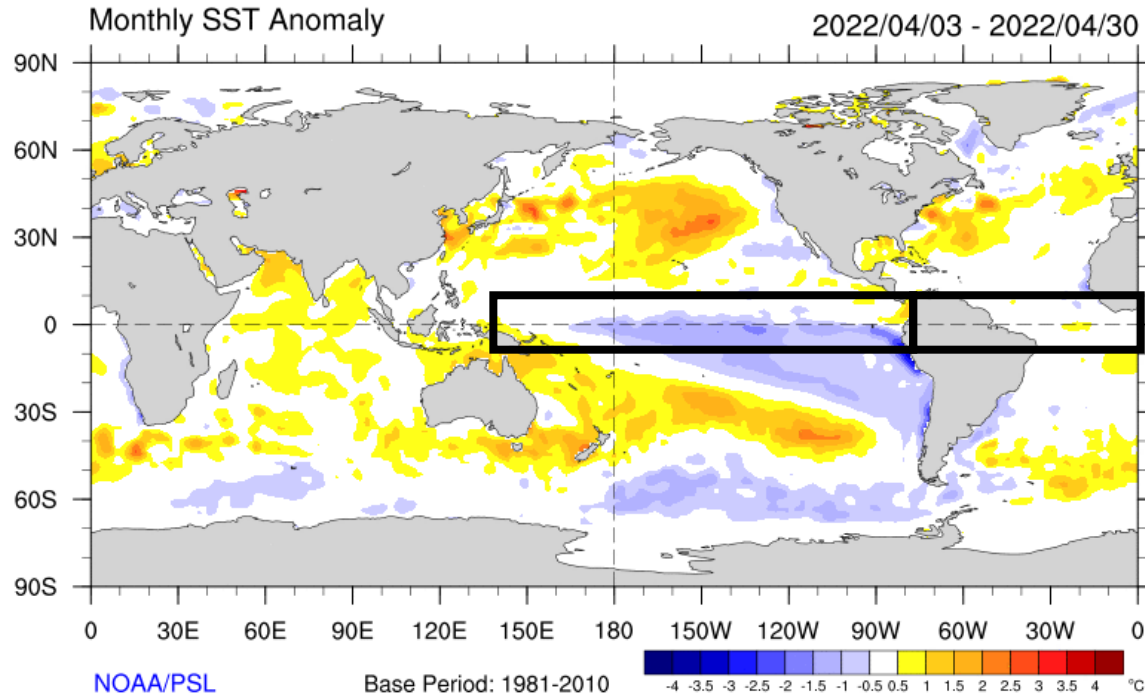 Monthly SST Anomaly 2022/04/03 - 2022/04/30
90N
60N
30N
0
30S
60S
90S
0 30E 60E 90E 120E 150E 180 150W 120W 90W 60W 30W 0
NOAA/PSL Base Period: 1981-2010
-4 -3.5 -3 -2.5 -2 -1.5 -1 -0.5 0.5 1 1.5 2 2.5 3 3.5 4 °C